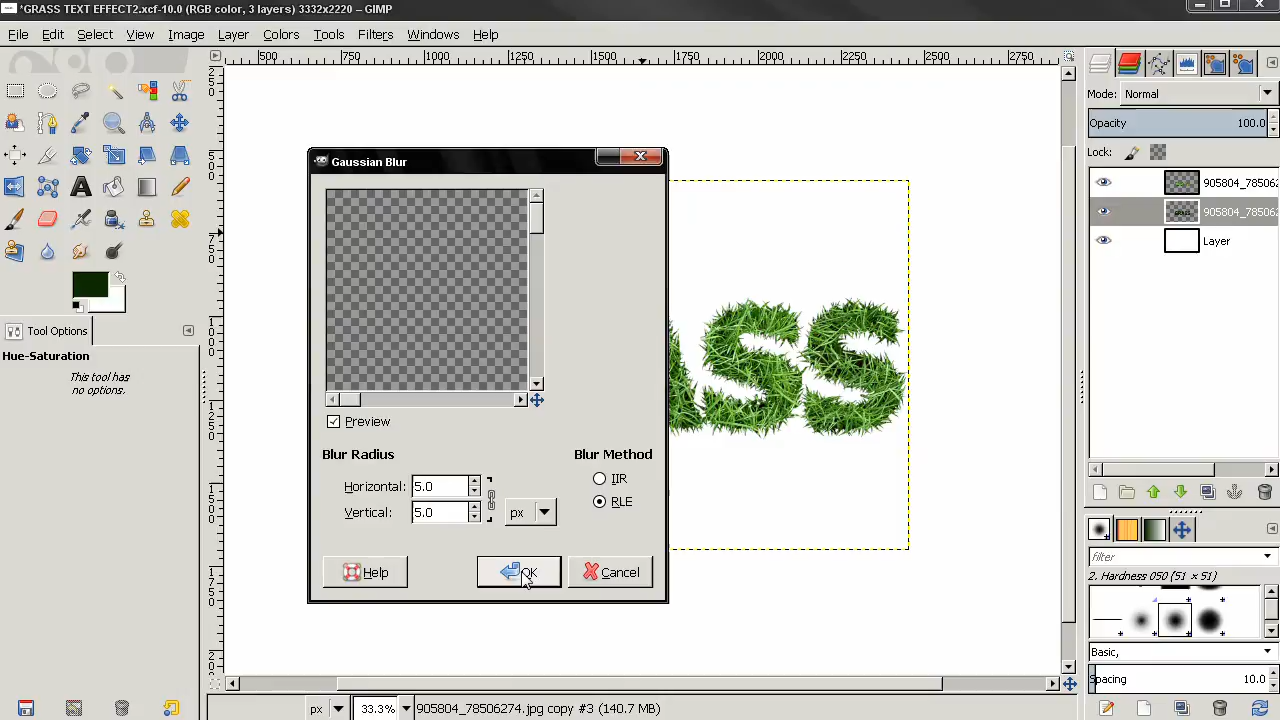 *GRASS TEXT EFFECT2.xcf-10.0 (RGB color, 3 layers) 3332x2220 – GIMP
File Edit Select View Image Layer Colors Tools Filters Windows Help
500 750 1000 1250 1500 1750 2000 2250 2500 2750
Mode: Normal
Opacity 100.0
Lock:
905804_7850627
905804_7850627
Layer
Gaussian Blur
Preview
Blur Radius
Blur Method
Horizontal: 5.0
IIR
Vertical: 5.0
px
RLE
Help
OK
Cancel
ASS
Tool Options
Hue-Saturation
This tool has
no options.
filter
2. Hardness 050 (51 × 51)
Basic,
Spacing 10.0
px
33.3%
905804_78506274.jpg copy #3 (140.7 MB)